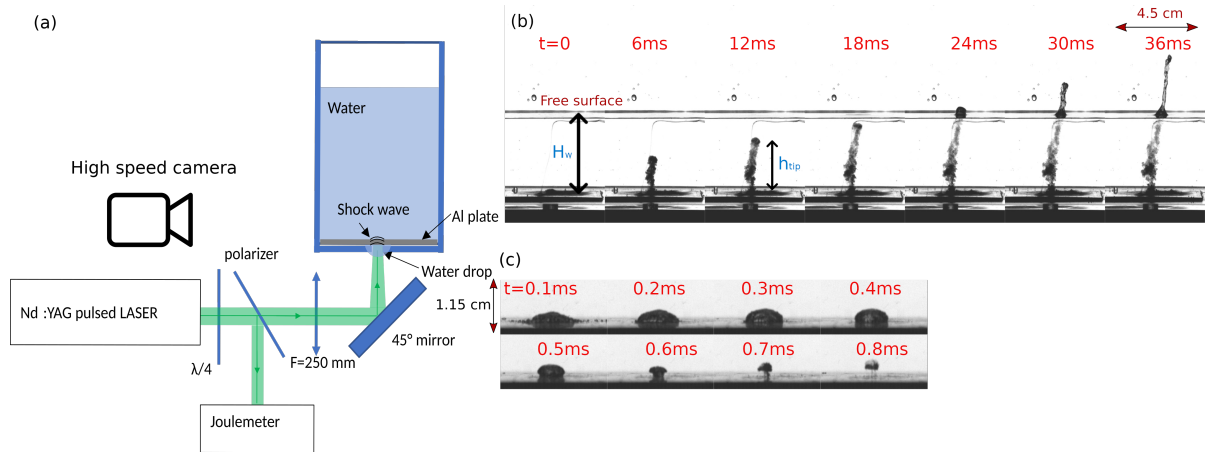 (a)
Water
High speed camera
Shock wave
Al plate
polarizer
Water drop
Nd :YAG pulsed LASER
45º mirror
F=250 mm
λ/4
Joulemeter
(b)
4.5 cm
t=0 6ms 12ms 18ms 24ms 30ms 36ms
Free surface
Hw
htip
(c)
1.15 cm
t=0.1ms 0.2ms 0.3ms 0.4ms
0.5ms 0.6ms 0.7ms 0.8ms